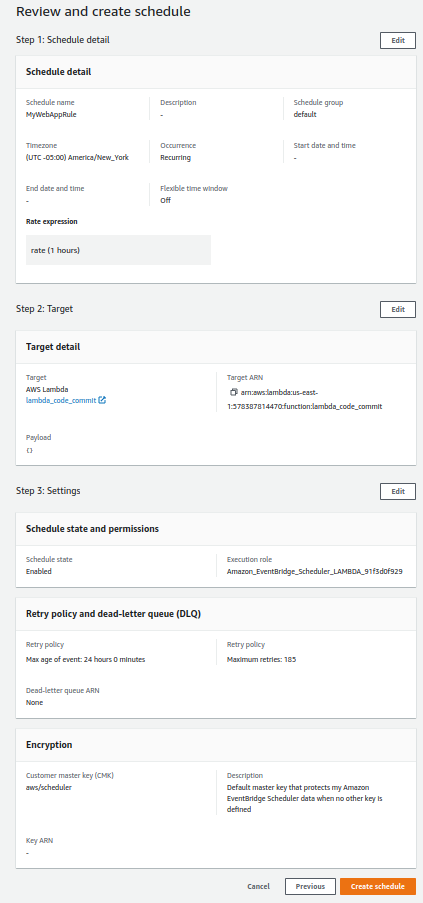 Review and create schedule
Step 1: Schedule detail
Edit
Schedule detail
Schedule name
Description
Schedule group
MyWebAppRule
-
default
Timezone
Occurrence
Start date and time
(UTC -05:00) America/New_York
Recurring
-
End date and time
Flexible time window
-
Off
Rate expression
rate (1 hours)
Step 2: Target
Edit
Target detail
Target
AWS Lambda
lambda_code_commit
Target ARN
arn:aws:lambda:us-east-
1:578387814470:function:lambda_code_commit
Payload
{}
Step 3: Settings
Edit
Schedule state and permissions
Schedule state
Enabled
Execution role
Amazon_EventBridge_Scheduler_LAMBDA_91f3d0f929
Retry policy and dead-letter queue (DLQ)
Retry policy
Max age of event: 24 hours 0 minutes
Retry policy
Maximum retries: 185
Dead-letter queue ARN
None
Encryption
Customer master key (CMK)
aws/scheduler
Description
Default master key that protects my Amazon
EventBridge Scheduler data when no other key is
defined
Key ARN
-
Cancel
Previous
Create schedule